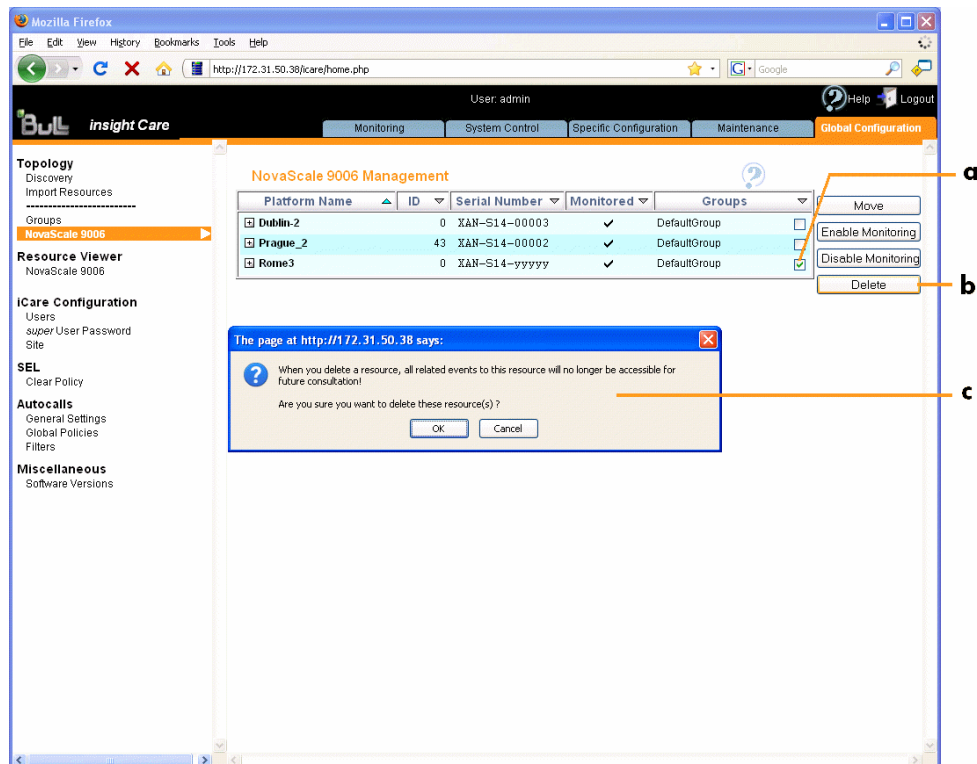 Mozilla Firefox
File Edit View History Bookmarks Tools Help
http://172.31.50.38/icare/home.php
G Google
User: admin
Help Logout
Bull insight Care
Monitoring System Control Specific Configuration Maintenance Global Configuration
Topology
Discovery
Import Resources
-------------------------
Groups
NovaScale 9006
Resource Viewer
NovaScale 9006
iCare Configuration
Users
super User Password
Site
SEL
Clear Policy
Autocalls
General Settings
Global Policies
Filters
Miscellaneous
Software Versions
NovaScale 9006 Management
Platform Name ID Serial Number Monitored Groups
Dublin-2 0 XAN-S14-00003 DefaultGroup
Prague_2 43 XAN-S14-00002 DefaultGroup
Rome3 0 XAN-S14-yyyyy DefaultGroup
Move
Enable Monitoring
Disable Monitoring
Delete
a
b
The page at http://172.31.50.38 says:
When you delete a resource, all related events to this resource will no longer be accessible for
future consultation!
Are you sure you want to delete these resource(s) ?
OK Cancel
c